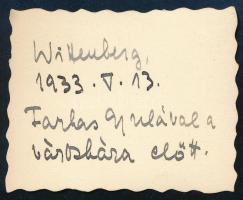 Wittenberg,
1933. V. 13.
Farkas Gyulával a
városháza előtt.